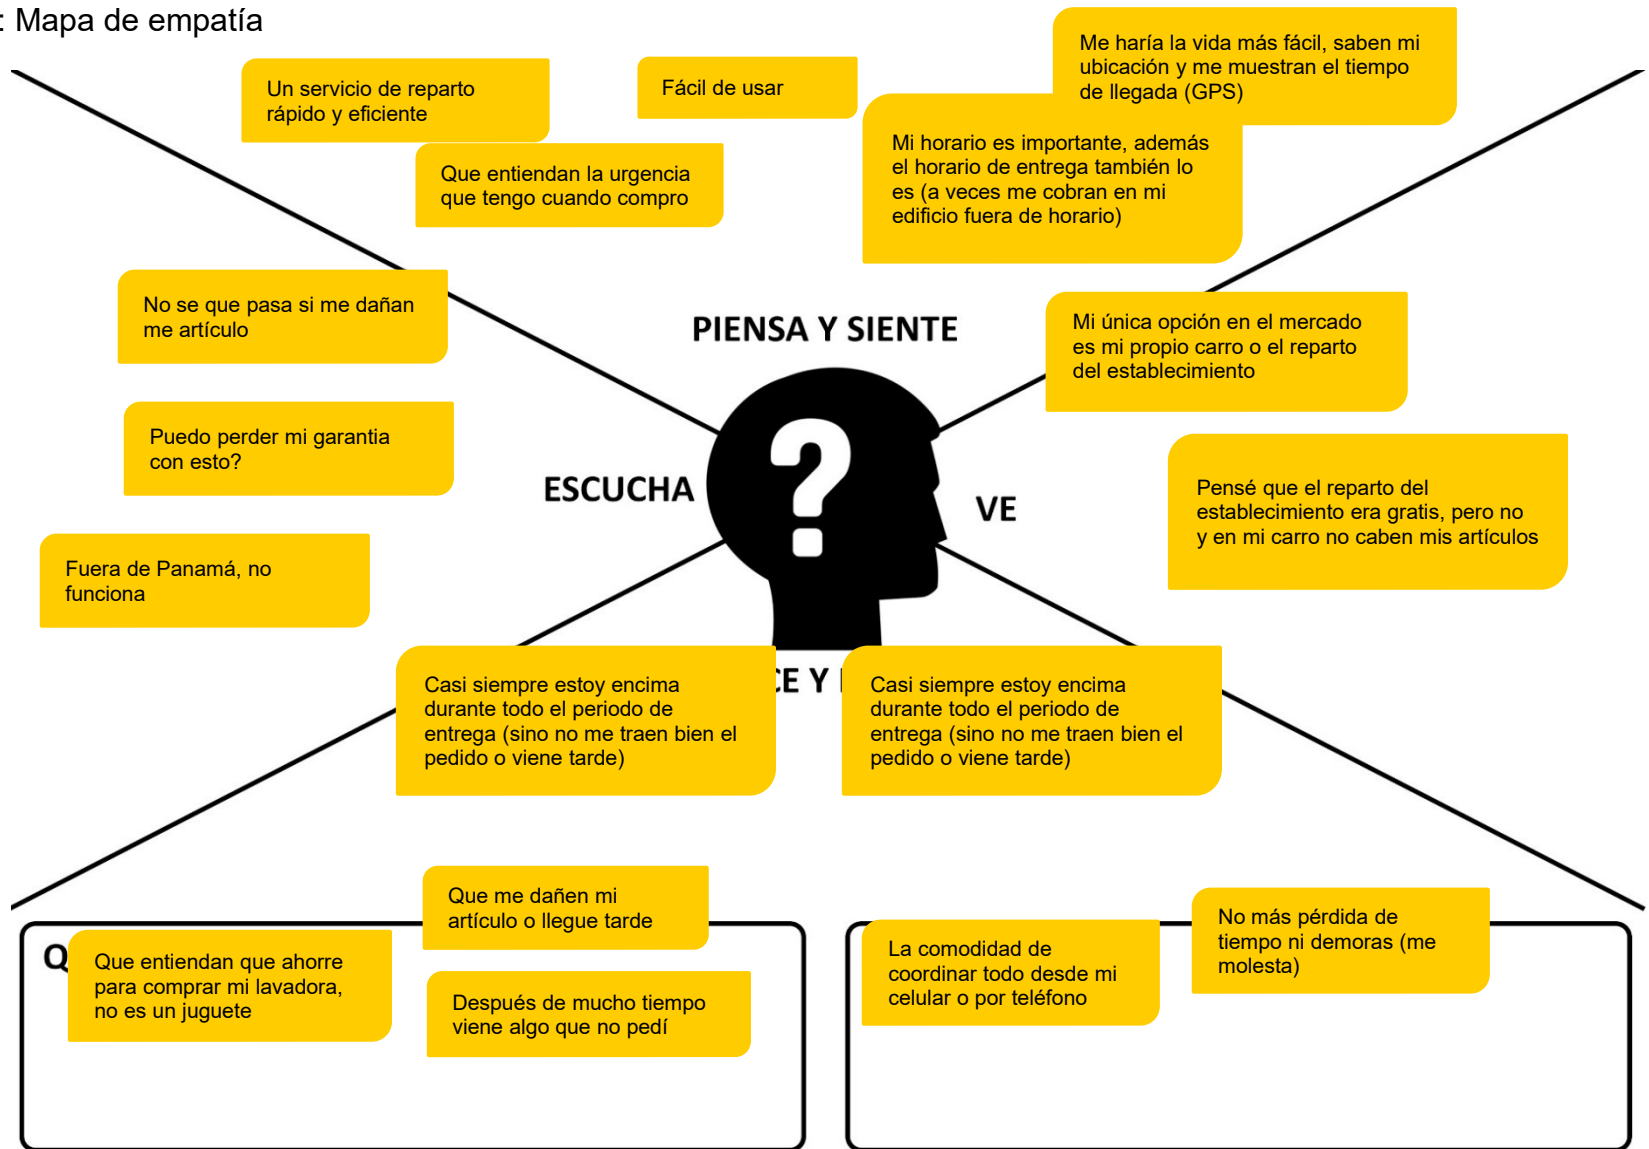 : Mapa de empatía
Un servicio de reparto
rápido y eficiente
Fácil de usar
Me haría la vida más fácil, saben mi
ubicación y me muestran el tiempo
de llegada (GPS)
Que entiendan la urgencia
que tengo cuando compro
Mi horario es importante, además
el horario de entrega también lo
es (a veces me cobran en mi
edificio fuera de horario)
PIENSA Y SIENTE
No se que pasa si me dañan
me artículo
Puedo perder mi garantia
con esto?
Fuera de Panamá, no
funciona
ESCUCHA
?
VE
Mi única opción en el mercado
es mi propio carro o el reparto
del establecimiento
Pensé que el reparto del
establecimiento era gratis, pero no
y en mi carro no caben mis artículos
CE Y
Casi siempre estoy encima
durante todo el periodo de
entrega (sino no me traen bien el
pedido o viene tarde)
Casi siempre estoy encima
durante todo el periodo de
entrega (sino no me traen bien el
pedido o viene tarde)
Q
Que me dañen mi
artículo o llegue tarde
Que entiendan que ahorre
para comprar mi lavadora,
no es un juguete
Después de mucho tiempo
viene algo que no pedí
La comodidad de
coordinar todo desde mi
celular o por teléfono
No más pérdida de
tiempo ni demoras (me
molesta)